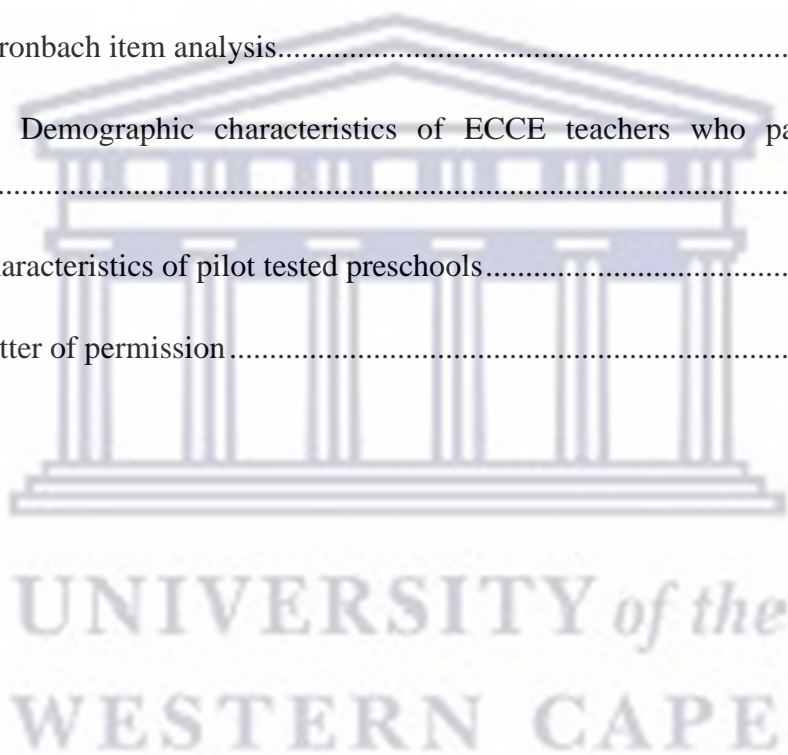 ronbach item analysis..........................................................................
Demographic characteristics of ECCE teachers who pa
..........................................................................................................
aracteristics of pilot tested preschools..............................................
tter of permission.................................................................................
UNIVERSITY of the
WESTERN CAPE